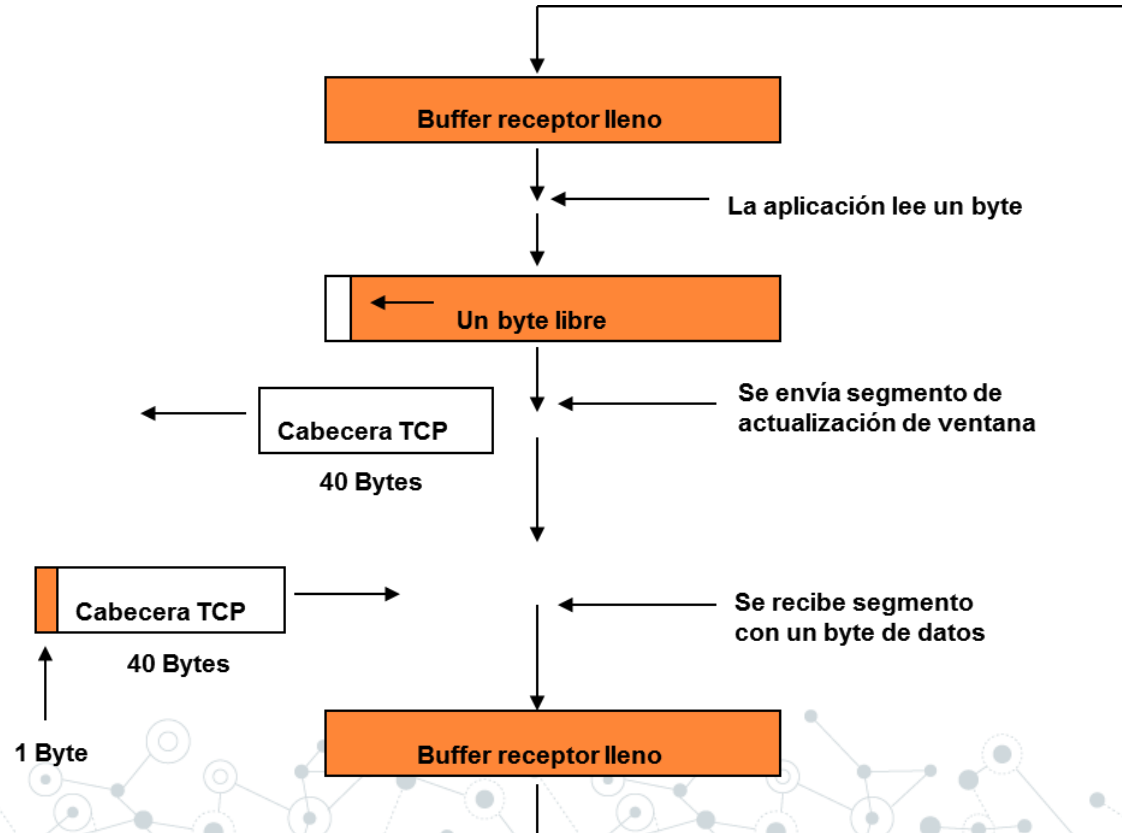 Buffer receptor lleno
La aplicación lee un byte
Un byte libre
Se envía segmento de
actualización de ventana
Cabecera TCP
40 Bytes
Cabecera TCP
40 Bytes
Se recibe segmento
con un byte de datos
1 Byte
Buffer receptor lleno